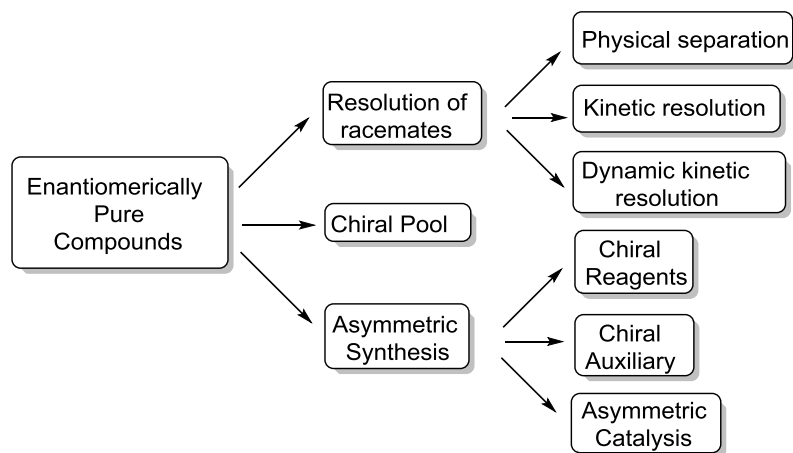 Enantiomerically
Pure
Compounds
Resolution of
racemates
Chiral Pool
Asymmetric
Synthesis
Physical separation
Kinetic resolution
Dynamic kinetic
resolution
Chiral
Reagents
Chiral
Auxiliary
Asymmetric
Catalysis